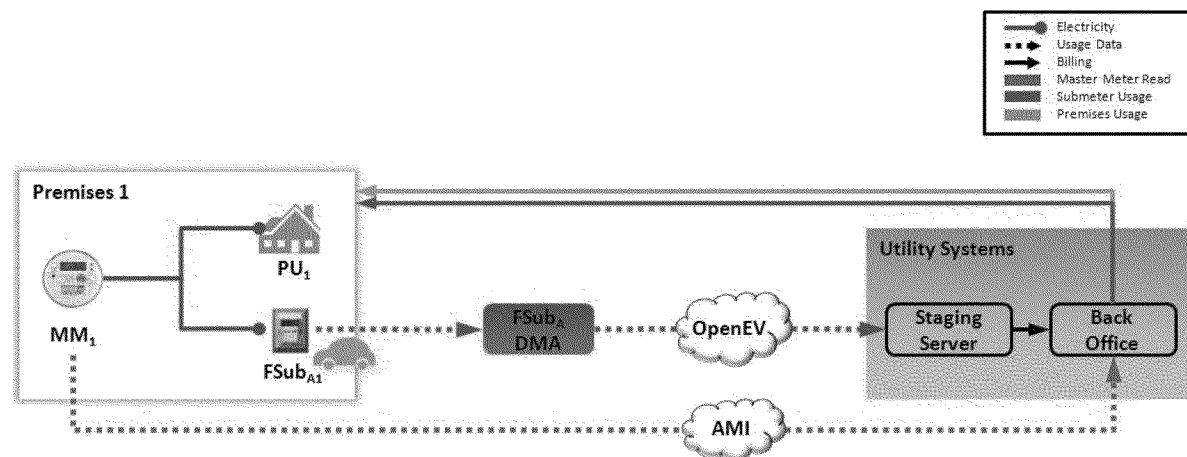 Electricity
Usage Data
Billing
Master Meter Read
Submeter Usage
Premises Usage
Premises 1
PU1
MM1
FSubA1
FSubA
DMA
OpenEV
AMI
Utility Systems
Staging
Server
Back
Office